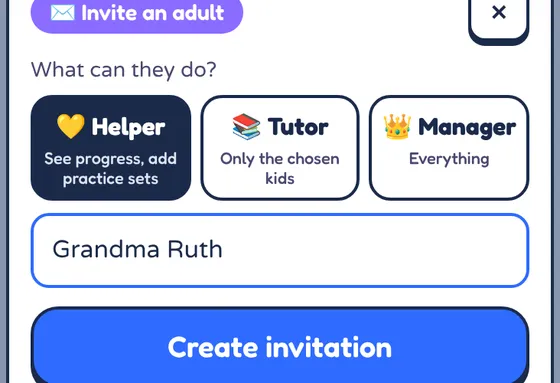 ✉️ Invite an adult
×
What can they do?
💛 Helper
See progress, add
practice sets
📚 Tutor
Only the chosen
kids
👑 Manager
Everything
Grandma Ruth
Create invitation